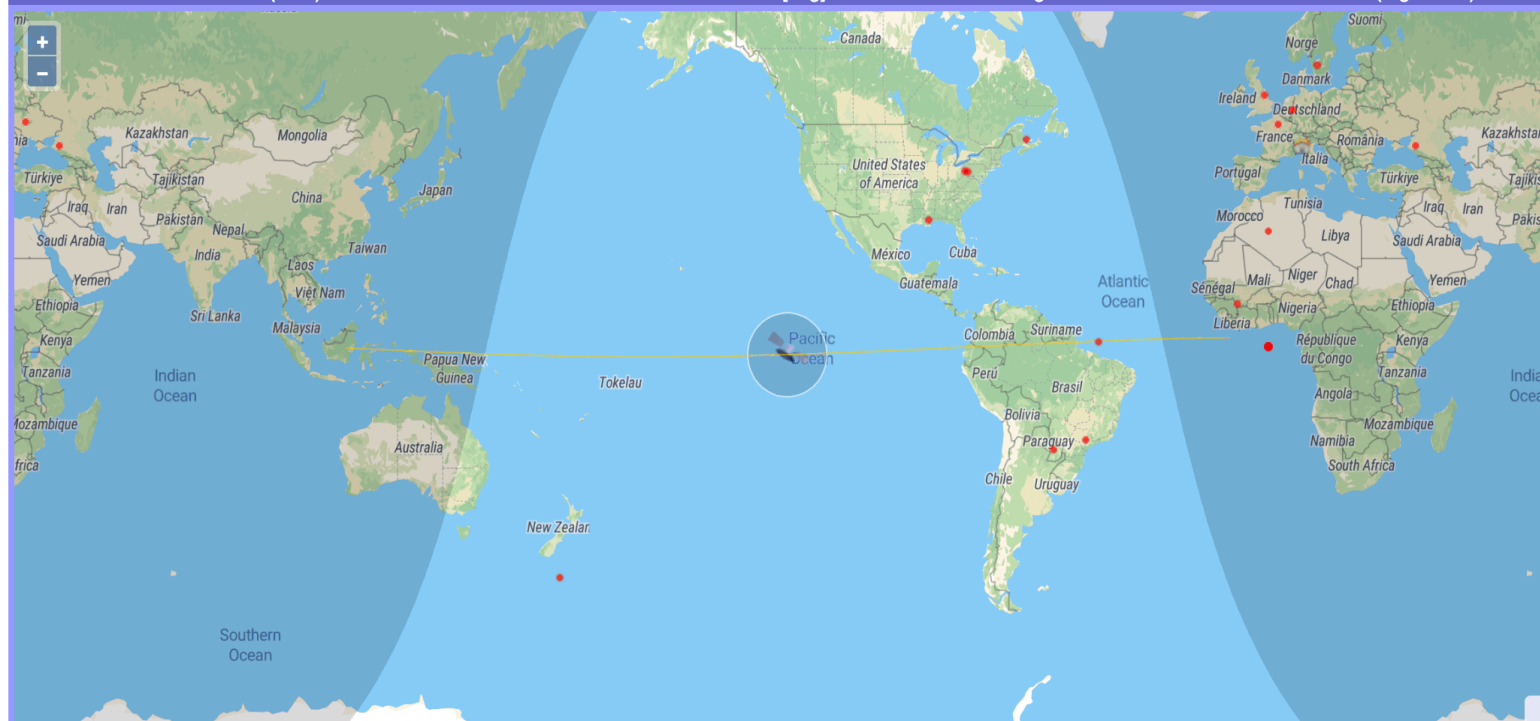 +
Suomi
Canada
Norge
−
Danmark
Ireland
Deutschland
Kazakhstan
Mongolia
France
România
United States
of America
Italia
Türkiye
Tajikistan
Japan
Portugal
Türkiye
China
Iraq
Iran
Pakistan
Nepal
Morocco
Tunisia
Iraq
Iran
Saudi Arabia
India
Taiwan
México
Cuba
Libya
Saudi Arabia
Laos
Yemen
Việt Nam
Guatemala
Atlantic
Ocean
Sénégal
Mali
Niger
Chad
Yemen
Ethiopia
Sri Lanka
Malaysia
Liberia
Nigeria
Ethiopia
Kenya
Colombia
Suriname
Pacific
Ocean
République
du Congo
Kenya
Tanzania
Papua New
Guinea
Indian
Ocean
Tokelau
Perú
Brasil
Tanzania
Angola
Mozambique
Bolivia
Mozambique
Australia
Paraguay
Namibia
South Africa
Chile
Uruguay
New Zealan
Southern
Ocean